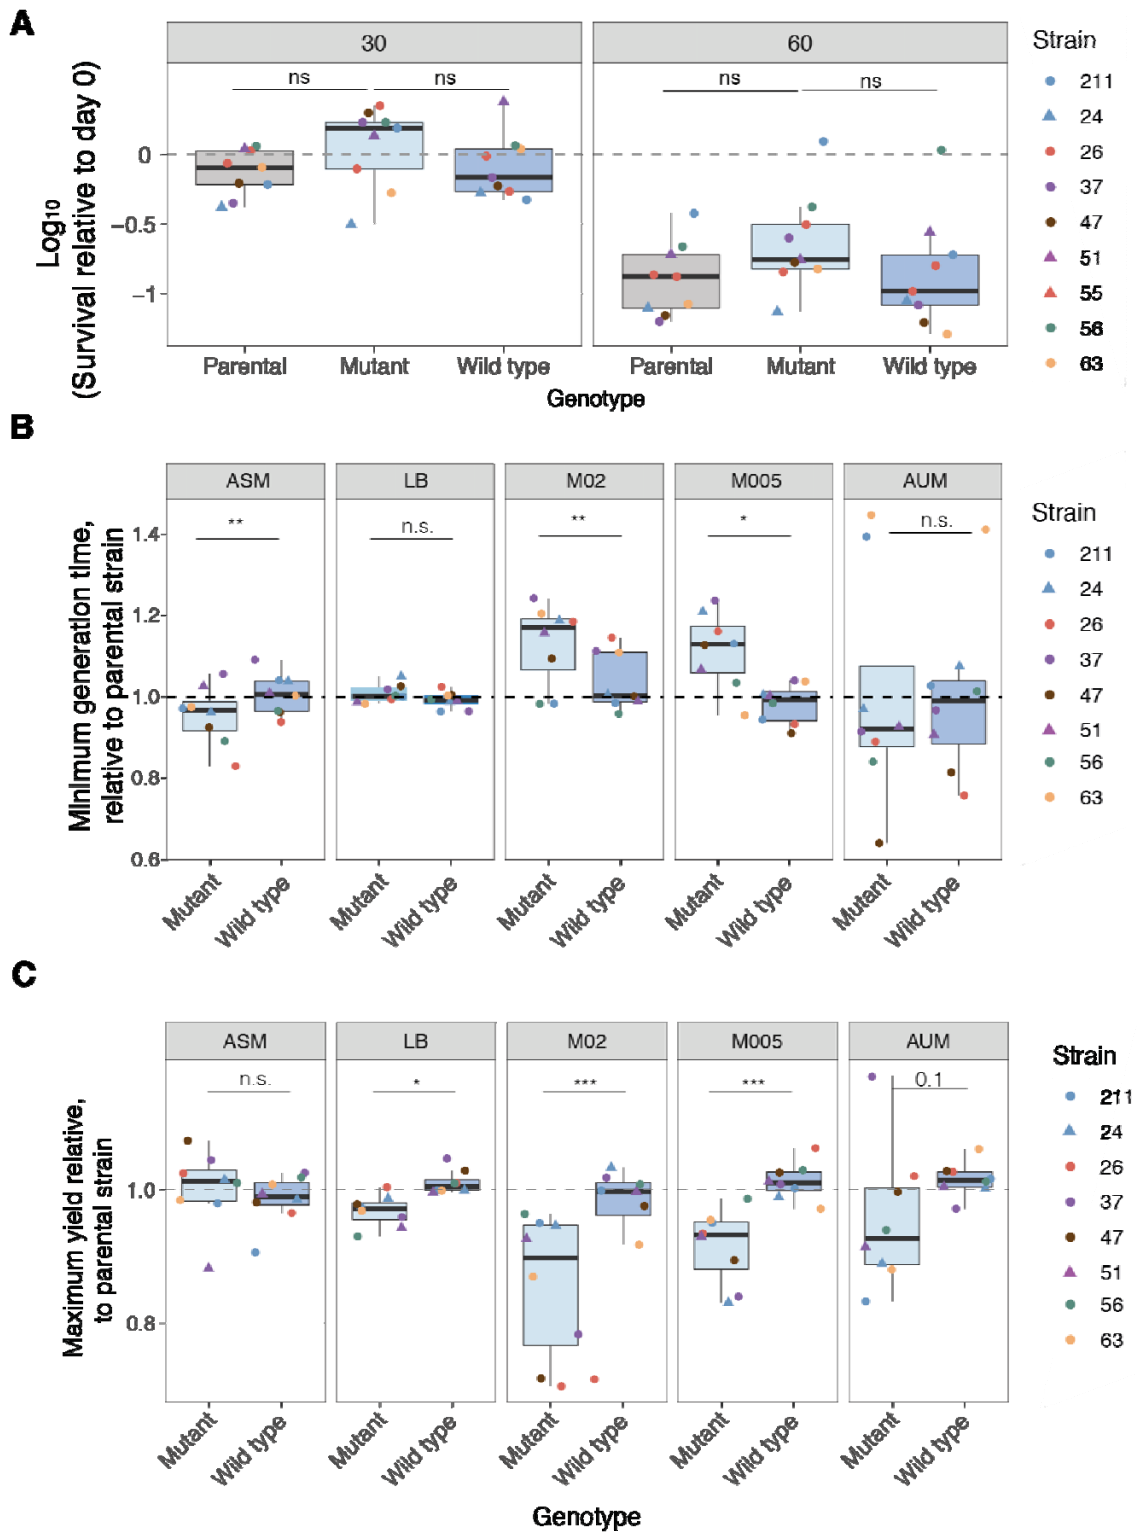 A
30
60
ns
ns
ns
ns
Log10
(Survival relative to day 0)
0
−0.5
−1
Parental
Mutant
Wild type
Parental
Mutant
Wild type
Genotype
Strain
211
24
26
37
47
51
55
56
63
B
ASM
LB
M02
M005
AUM
**
n.s.
**
*
n.s.
Minimum generation time,
relative to parental strain
1.4
1.2
1.0
0.8
0.6
Mutant
Wild type
Mutant
Wild type
Mutant
Wild type
Mutant
Wild type
Mutant
Wild type
Strain
211
24
26
37
47
51
56
63
C
ASM
LB
M02
M005
AUM
n.s.
*
***
***
0.1
Maximum yield relative,
to parental strain
1.0
0.8
Mutant
Wild type
Mutant
Wild type
Mutant
Wild type
Mutant
Wild type
Mutant
Wild type
Genotype
Strain
211
24
26
37
47
51
56
63